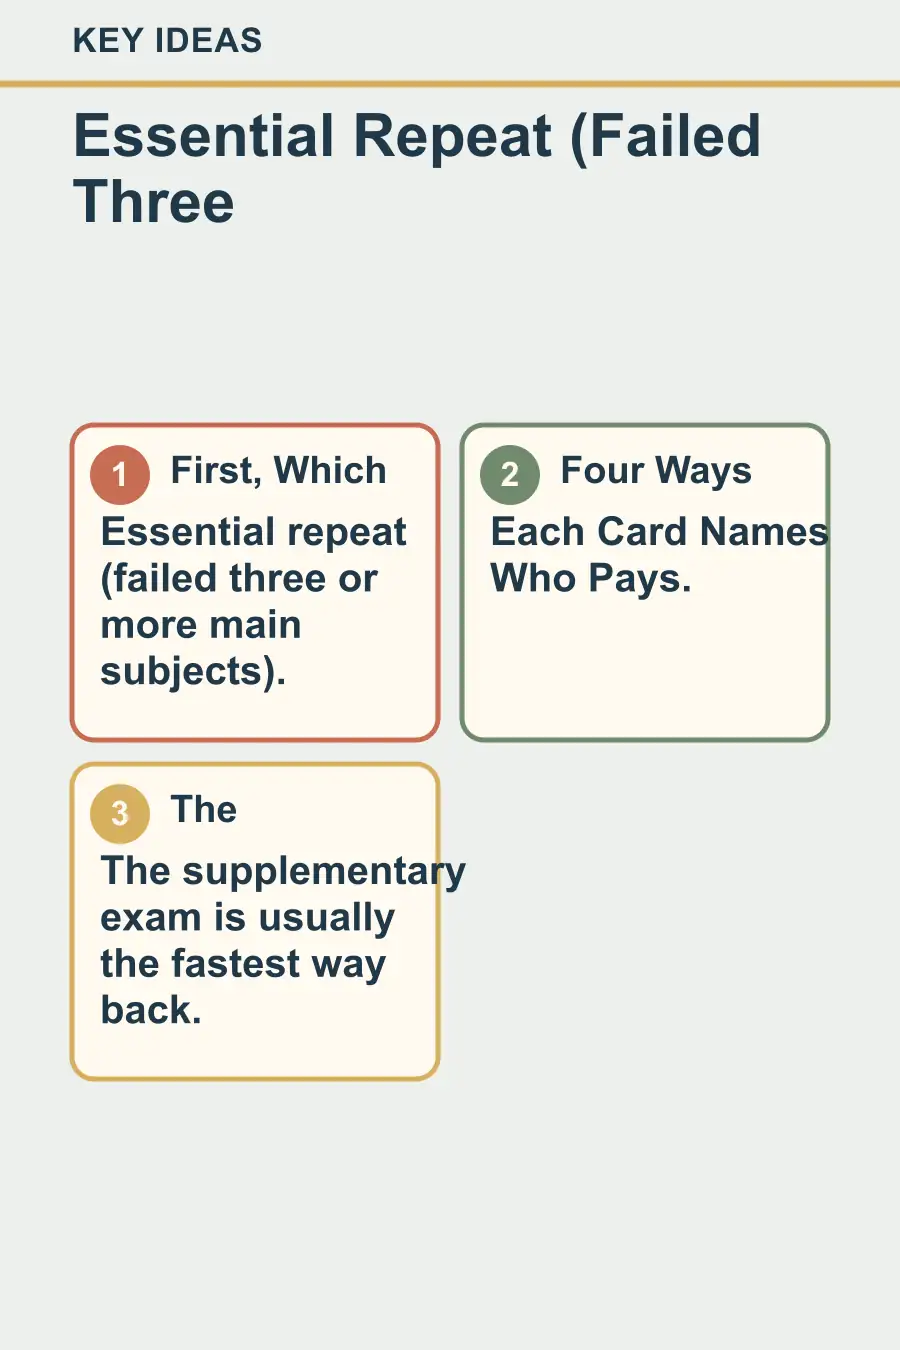 KEY IDEAS
Essential Repeat (Failed
Three
1
First, Which
Essential repeat
(failed three or
more main
subjects).
2
Four Ways
Each Card Names
Who Pays.
3
The
The supplementary
exam is usually
the fastest way
back.